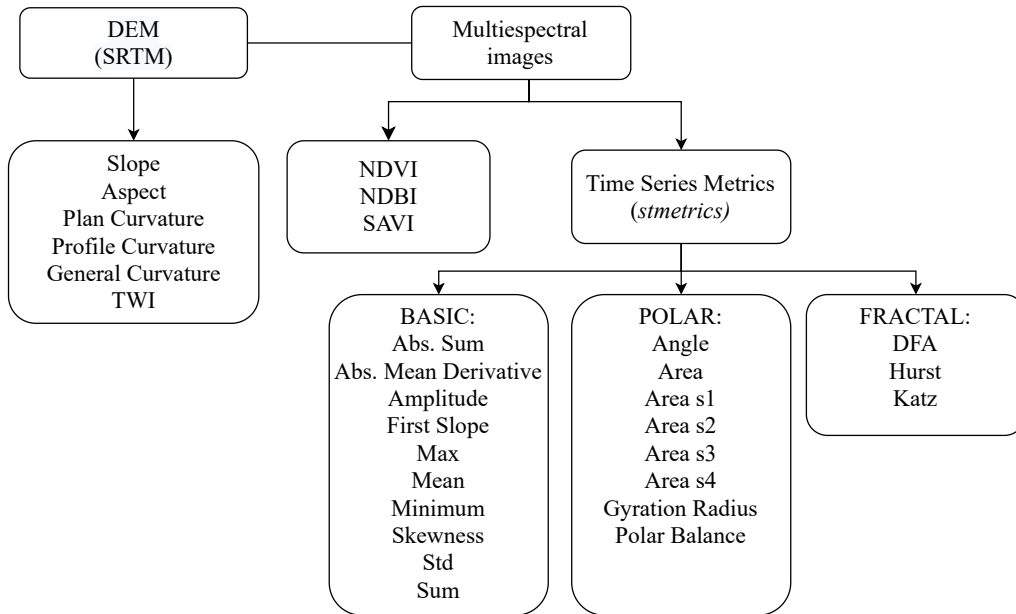 DEM
(SRTM)
Multiespectral
images
Slope
Aspect
Plan Curvature
Profile Curvature
General Curvature
TWI
NDVI
NDBI
SAVI
Time Series Metrics
(stmetrics)
BASIC:
Abs. Sum
Abs. Mean Derivative
Amplitude
First Slope
Max
Mean
Minimum
Skewness
Std
Sum
POLAR:
Angle
Area
Area s1
Area s2
Area s3
Area s4
Gyration Radius
Polar Balance
FRACTAL:
DFA
Hurst
Katz